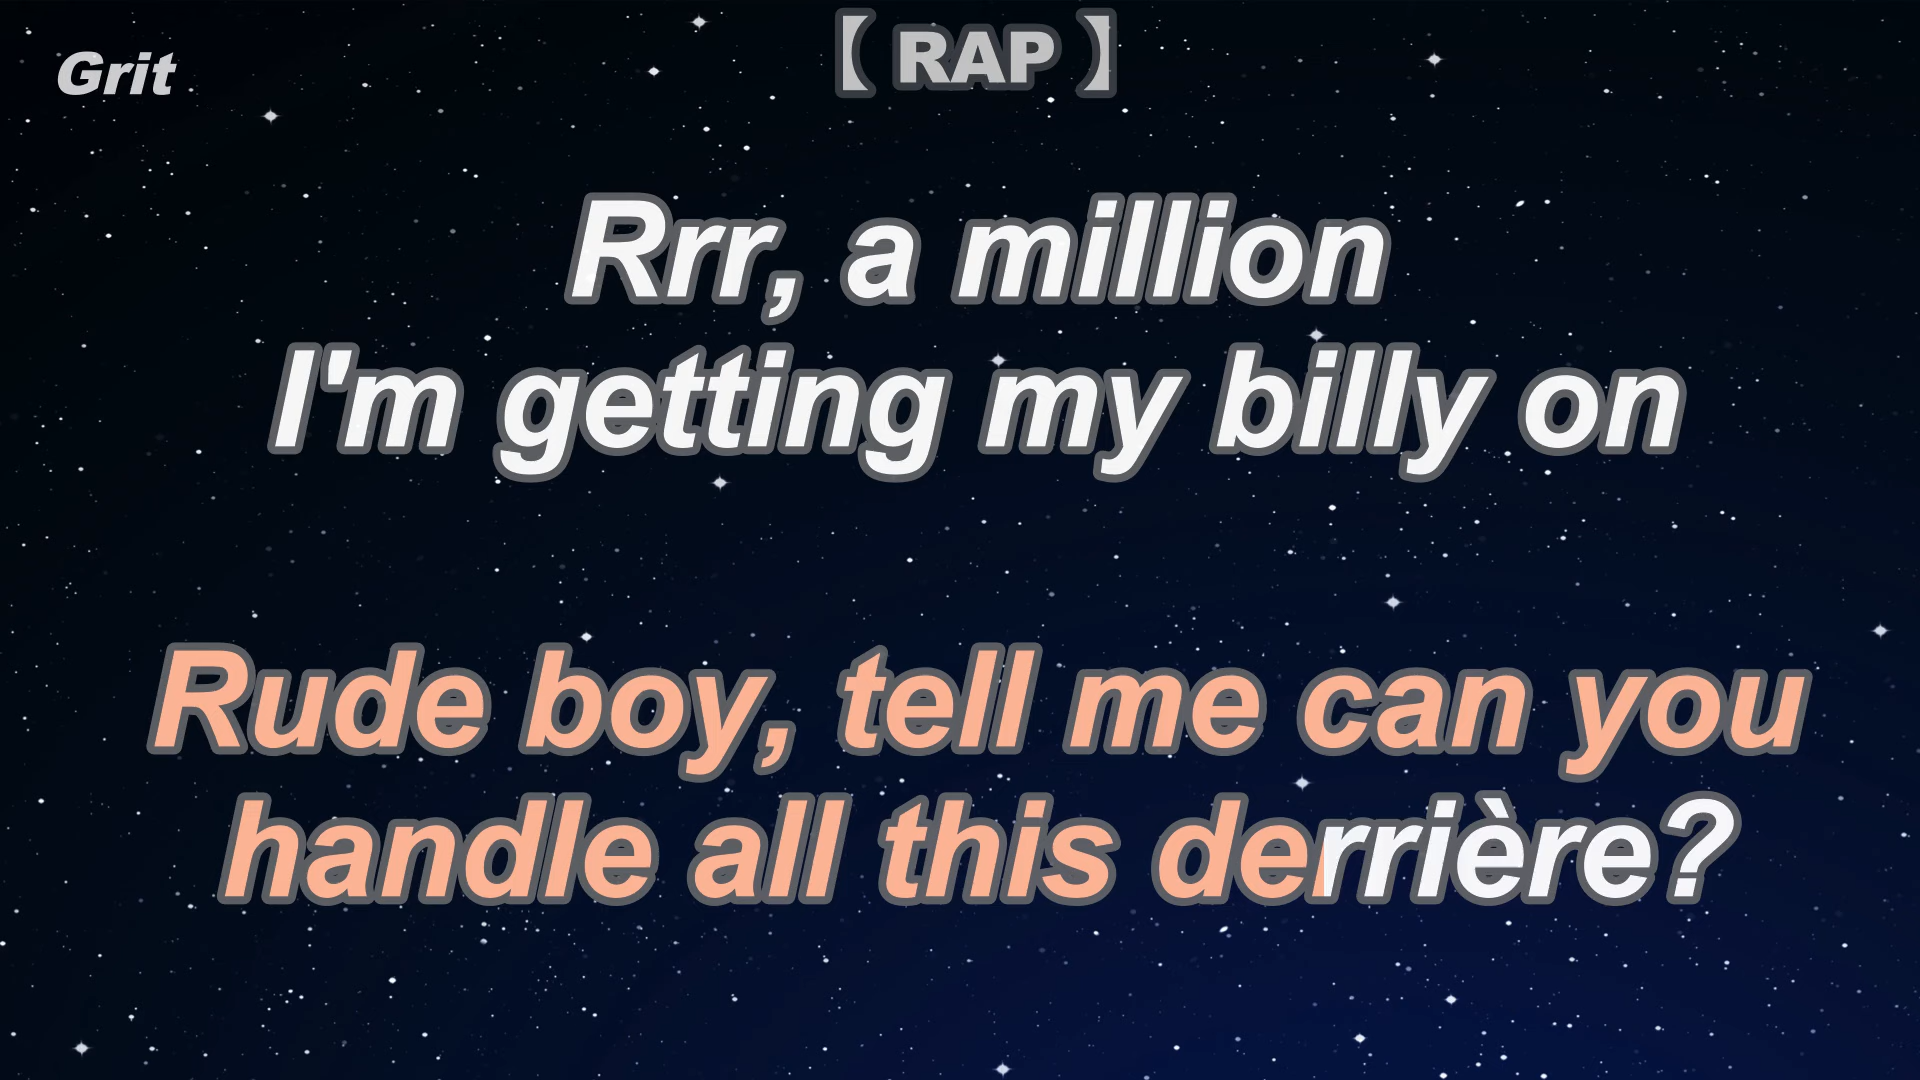 【 RAP 】
Grit
Rrr, a million
I'm getting my billy on
Rude boy, tell me can you
handle all this derrière?